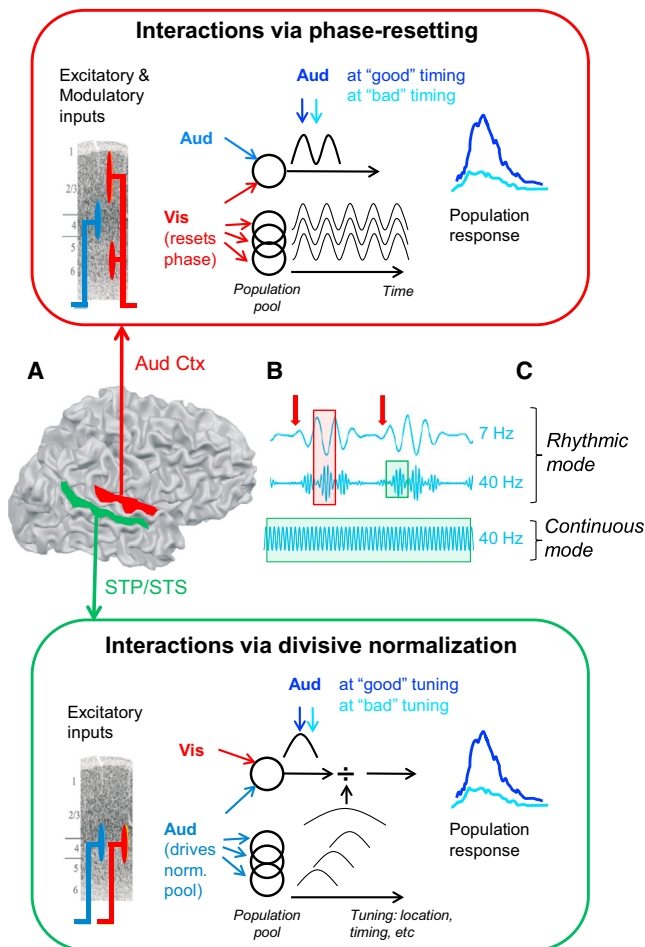 Interactions via phase-resetting
Excitatory &
Modulatory
inputs
1
2/3
4
5
6
Aud at "good" timing
at "bad" timing
Aud
Vis
(resets
phase)
Population
pool
Time
Population
response
A
Aud Ctx
B
C
7 Hz
40 Hz
Rhythmic
mode
40 Hz
Continuous
mode
STP/STS
Interactions via divisive normalization
Excitatory
inputs
1
2/3
4
5
6
Aud at "good" tuning
at "bad" tuning
Vis
÷
Aud
(drives
norm.
pool)
Population
pool
Tuning: location,
timing, etc
Population
response